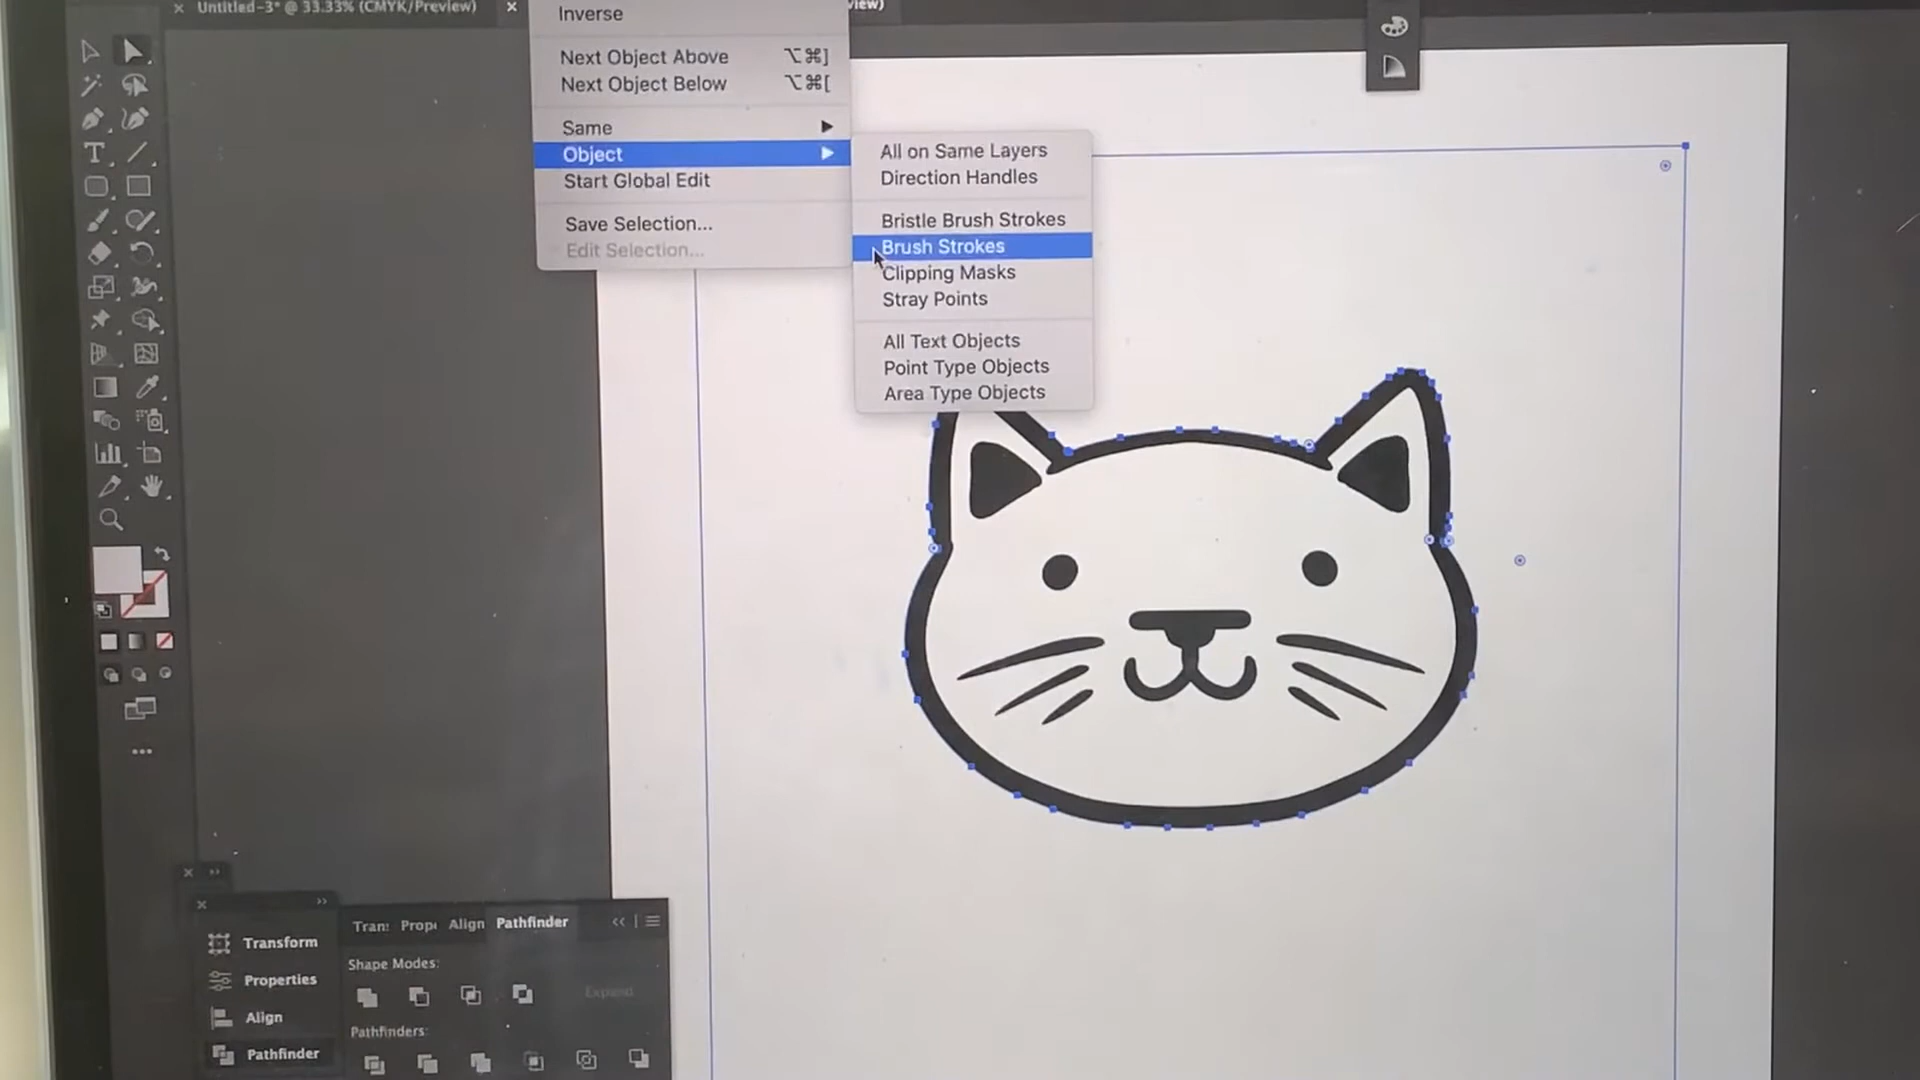 Untitled-3* @ 33.33% (CMYK/Preview)
view)
Inverse
Next Object Above ⌥⌘]
Next Object Below ⌥⌘[
Same
Object
Start Global Edit
Save Selection...
Edit Selection...
All on Same Layers
Direction Handles
Bristle Brush Strokes
Brush Strokes
Clipping Masks
Stray Points
All Text Objects
Point Type Objects
Area Type Objects
Transform
Properties
Align
Pathfinder
Tran: Prope Align Pathfinder
Shape Modes:
Expand
Pathfinders: